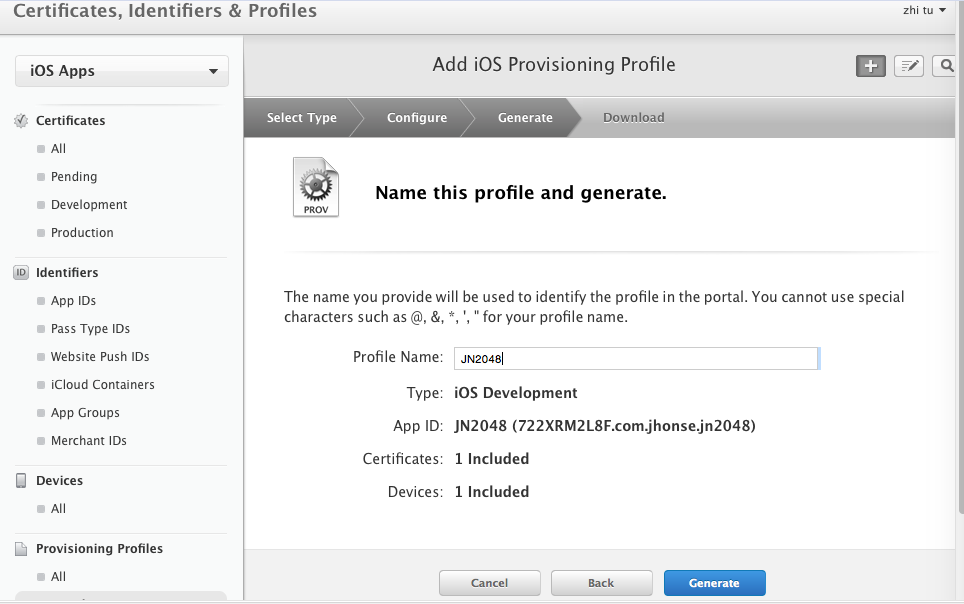 Certificates, Identifiers & Profiles
zhi tu
iOS Apps
Certificates
All
Pending
Development
Production
ID Identifiers
App IDs
Pass Type IDs
Website Push IDs
iCloud Containers
App Groups
Merchant IDs
Devices
All
Provisioning Profiles
All
Add iOS Provisioning Profile
Select Type
Configure
Generate
Download
PROV
Name this profile and generate.
The name you provide will be used to identify the profile in the portal. You cannot use special
characters such as @, &, *, ', " for your profile name.
Profile Name: JN2048
Type: iOS Development
App ID: JN2048 (722XRM2L8F.com.jhonse.jn2048)
Certificates: 1 Included
Devices: 1 Included
Cancel
Back
Generate